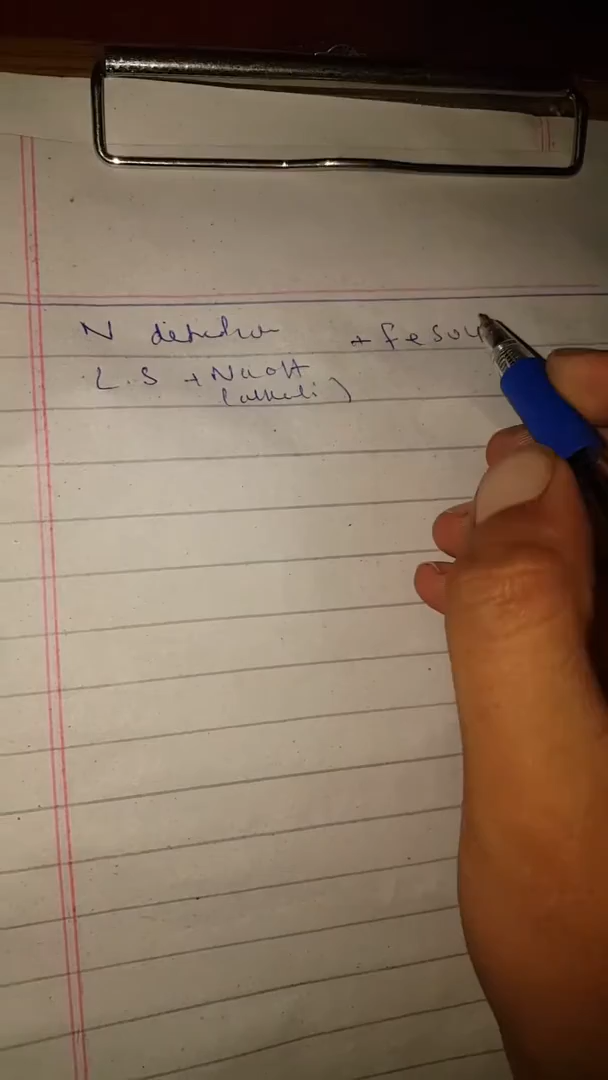 N detection + feso4
L.S + NaoH
(alkali)